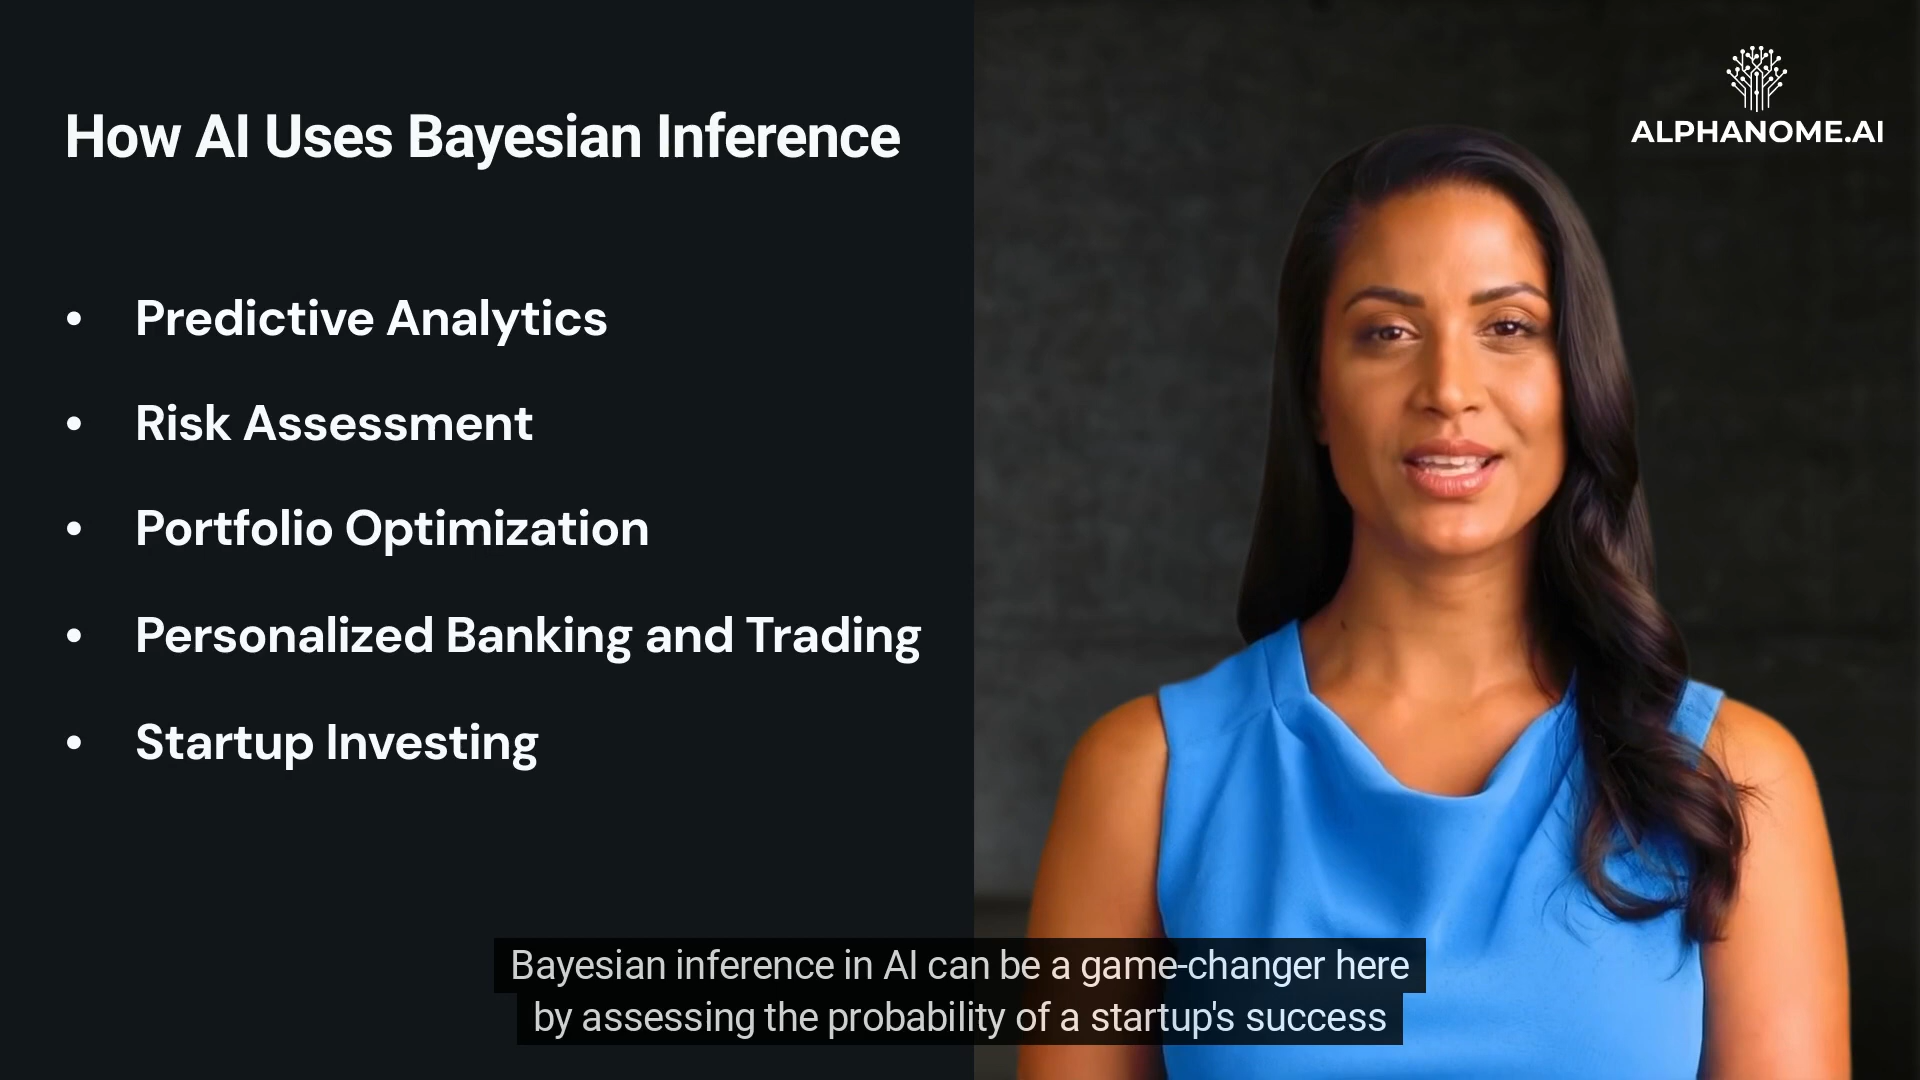 ALPHANOME.AI
How AI Uses Bayesian Inference
• Predictive Analytics
• Risk Assessment
• Portfolio Optimization
• Personalized Banking and Trading
• Startup Investing
Bayesian inference in AI can be a game-changer here
by assessing the probability of a startup's success